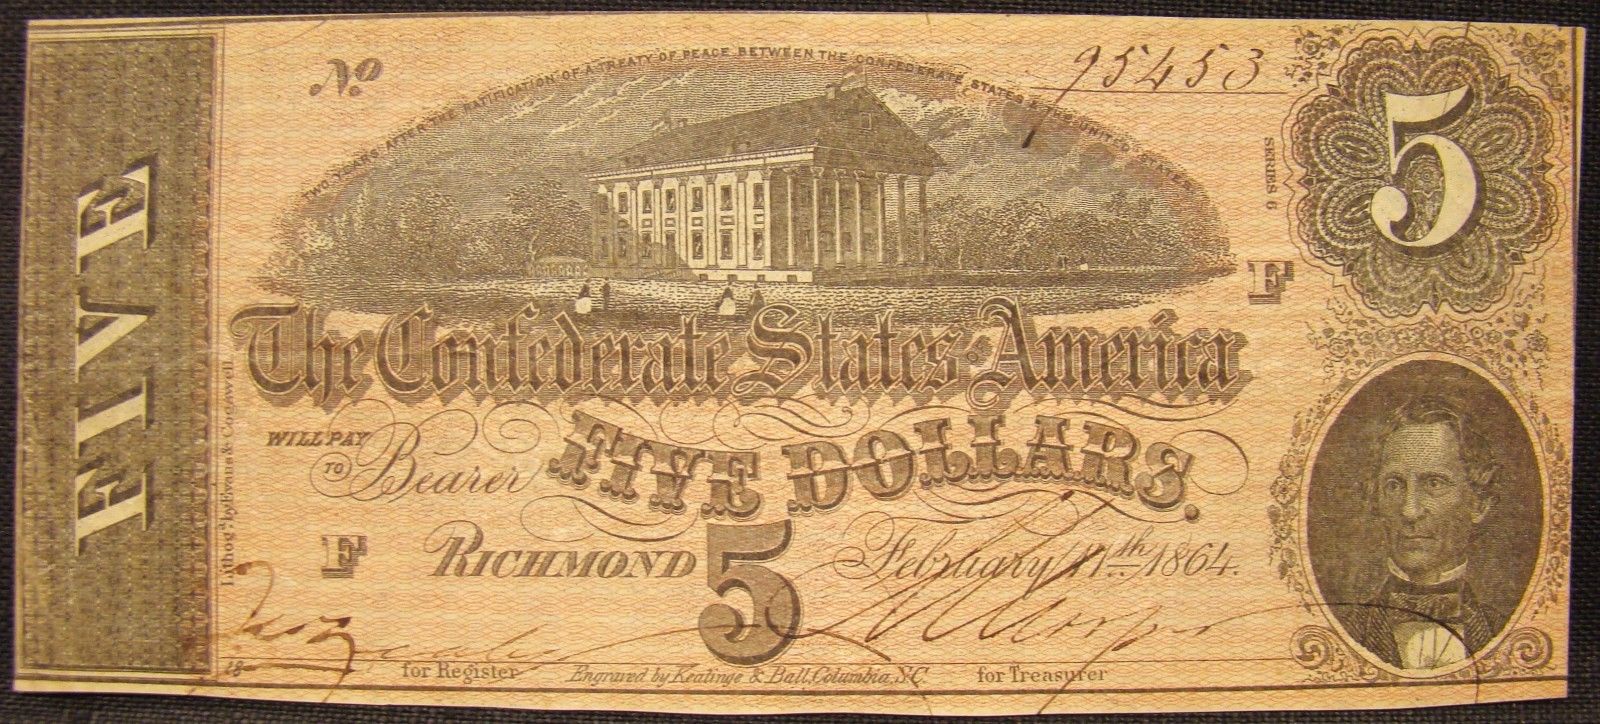 FIVE
No
TWO YEARS AFTER THE RATIFICATION OF A TREATY OF PEACE BETWEEN THE CONFEDERATE STATES & THE UNITED STATES
95453
5
SERIES 6
F
The Confederate States of America
WILL PAY
TO Bearer FIVE DOLLARS.
Lithog'd by Evans & Cogswell
F RICHMOND 5 February 17th 1864.
18
for Register
Engraved by Keatinge & Ball, Columbia, S.C.
for Treasurer